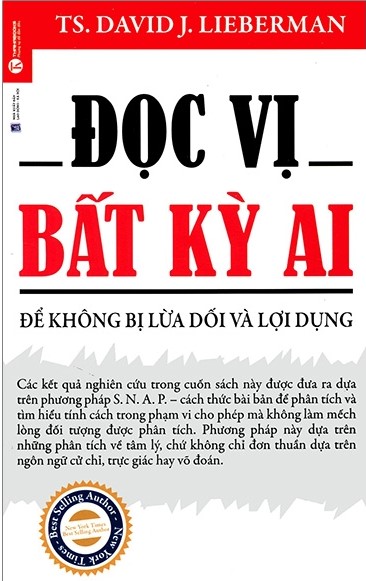 TS. DAVID J. LIEBERMAN
ĐỌC VỊ
BẤT KỲ AI
ĐỂ KHÔNG BỊ LỪA DỐI VÀ LỢI DỤNG
Các kết quả nghiên cứu trong cuốn sách này được đưa ra dựa
trên phương pháp S. N. A. P. – cách thức bài bản để phân tích và
tìm hiểu tính cách trong phạm vi cho phép mà không làm mếch
lòng đối tượng được phân tích. Phương pháp này dựa trên
những phân tích về tâm lý, chứ không chỉ đơn thuần dựa trên
ngôn ngữ cử chỉ, trực giác hay võ đoán.
Best Selling Author -
New York Times -
New York Times
Best Selling Author